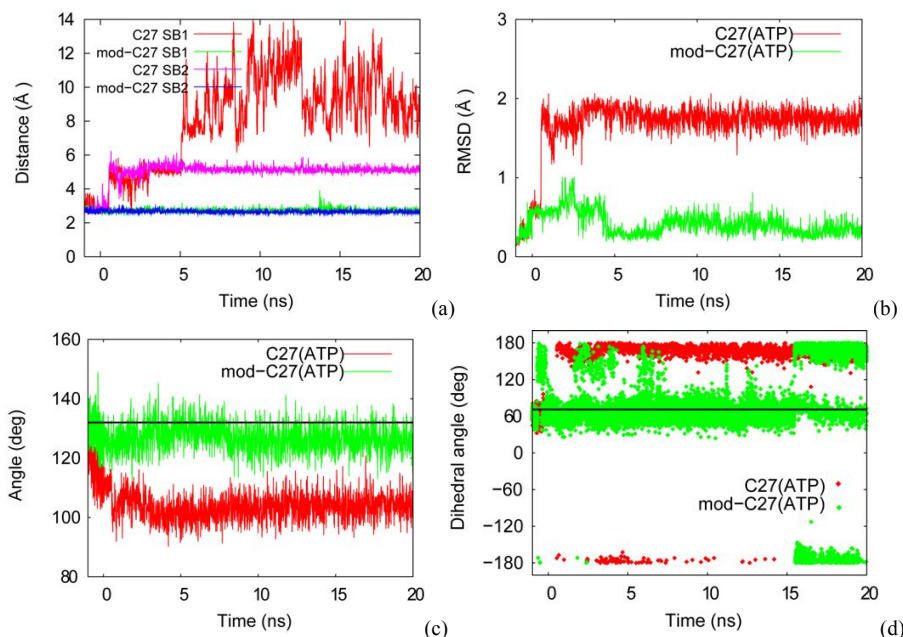 14
12
10
8
6
4
2
0
Distance (Å)
C27 SB1
mod−C27 SB1
C27 SB2
mod−C27 SB2
0 5 10 15 20
Time (ns)
(a)
3
2
1
0
RMSD (Å)
C27(ATP)
mod−C27(ATP)
0 5 10 15 20
Time (ns)
(b)
160
140
120
100
80
Angle (deg)
C27(ATP)
mod−C27(ATP)
0 5 10 15 20
Time (ns)
(c)
180
120
60
0
−60
−120
−180
Dihedral angle (deg)
C27(ATP)
mod−C27(ATP)
0 5 10 15 20
Time (ns)
(d)